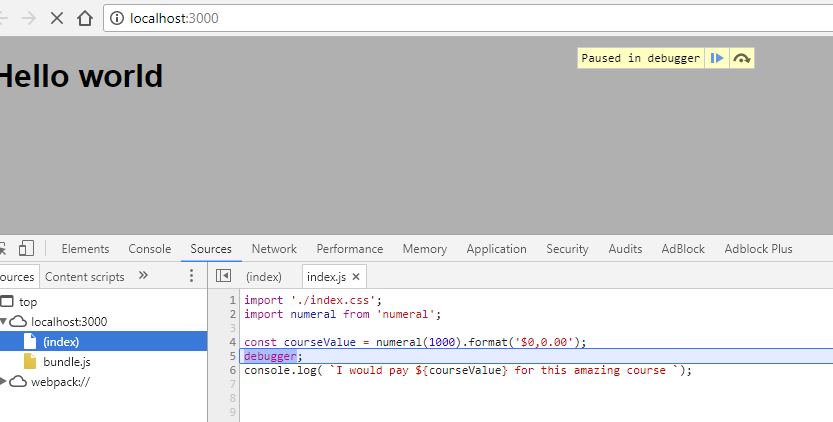 localhost:3000
Paused in debugger
Hello world
Elements Console Sources Network Performance Memory Application Security Audits AdBlock Adblock Plus
ources Content scripts » (index) index.js ×
top
localhost:3000
(index)
bundle.js
webpack://
1 import './index.css';
2 import numeral from 'numeral';
3
4 const courseValue = numeral(1000).format('$0,0.00');
5 debugger;
6 console.log( `I would pay ${courseValue} for this amazing course `);
7
8
9